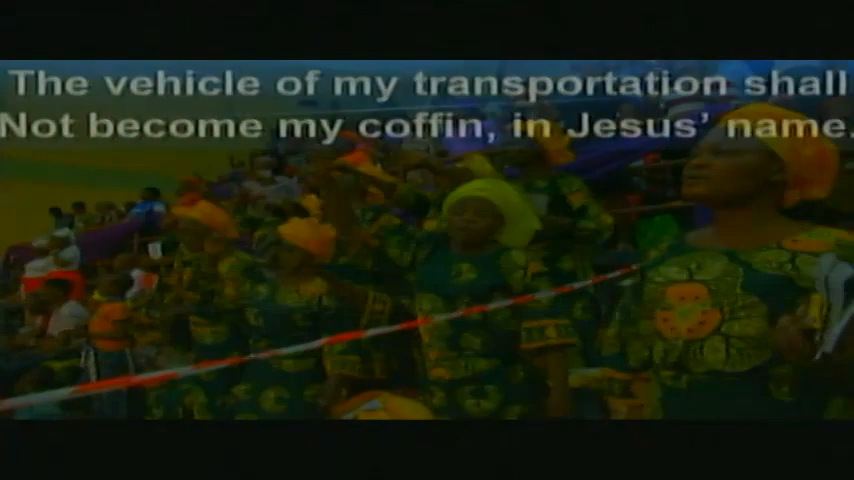 The vehicle of my transportation shall
Not become my coffin, in Jesus’ name.